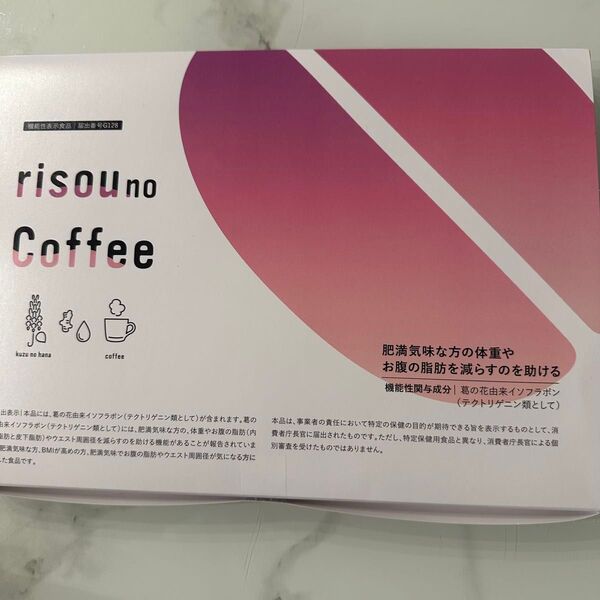 機能性表示食品 | 届出番号G128
risou no
Coffee
kuzu no hana
coffee
肥満気味な方の体重や
お腹の脂肪を減らすのを助ける
機能性関与成分 | 葛の花由来イソフラボン
（テクトリゲニン類として）
出表示 | 本品には、葛の花由来イソフラボン（テクトリゲニン類として）が含まれます。葛の
由来イソフラボン（テクトリゲニン類として）には、肥満気味な方の、体重やお腹の脂肪（内
脂肪と皮下脂肪）やウエスト周囲径を減らすのを助ける機能があることが報告されていま
肥満気味な方、BMIが高めの方、肥満気味でお腹の脂肪やウエスト周囲径が気になる方に
した食品です。
本品は、事業者の責任において特定の保健の目的が期待できる旨を表示するものとして、消
費者庁長官に届出されたものです。ただし、特定保健用食品と異なり、消費者庁長官による個
別審査を受けたものではありません。